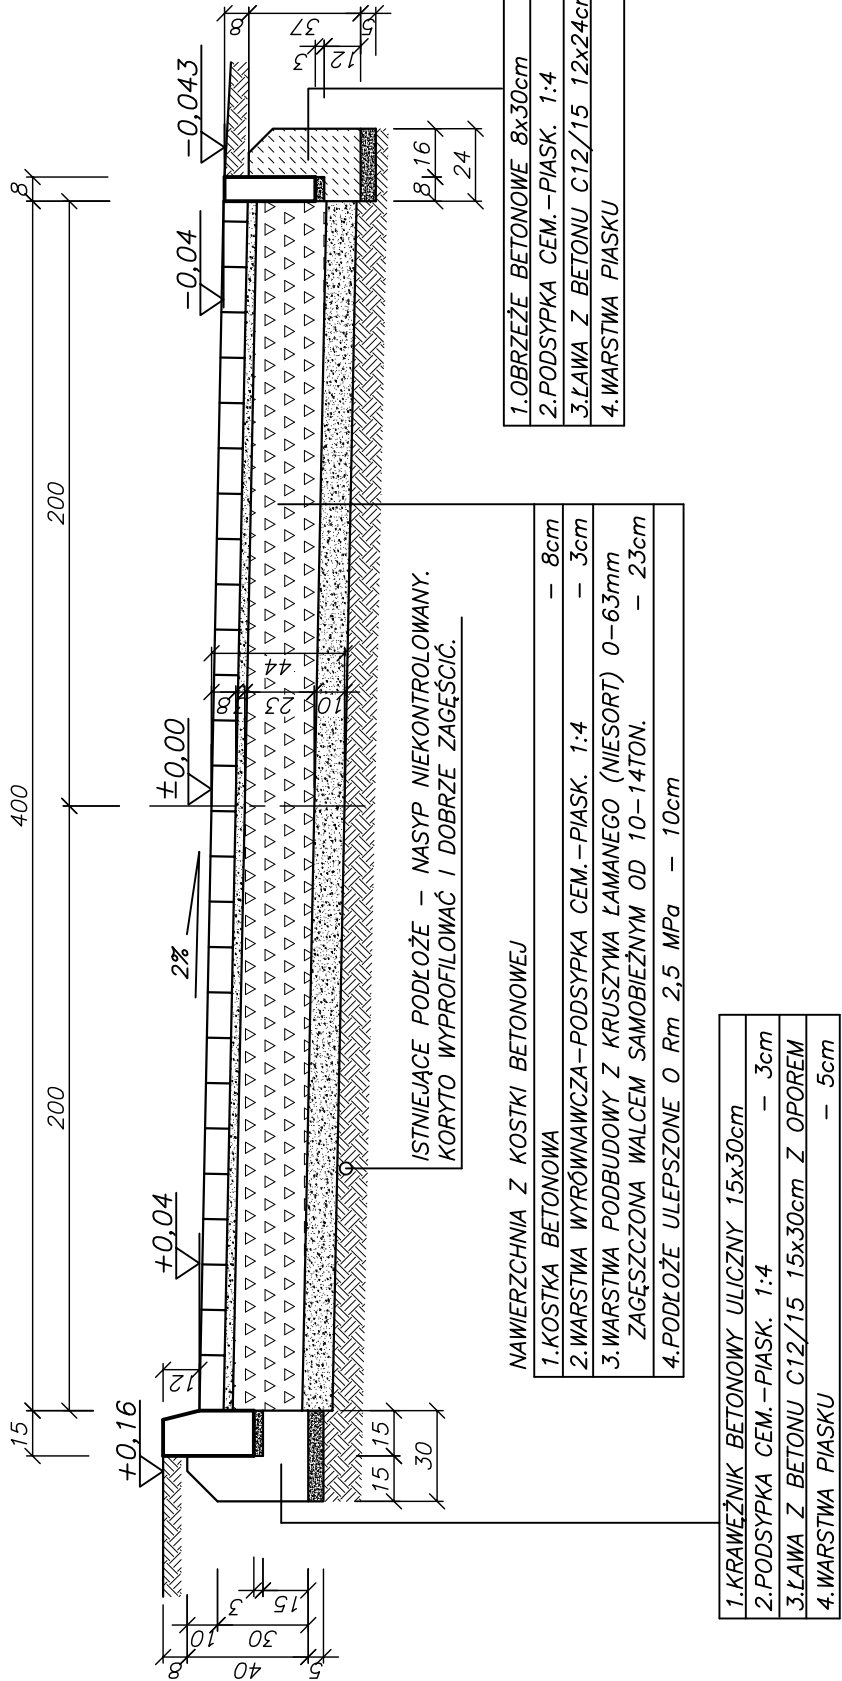 400
15
200
200
8
+0,16
+0,04
2%
±0,00
-0,04
-0,043
12
8
3
23
10
44
8
37
3
12
5
8
16
24
8
10
3
15
40
30
5
15
15
30
ISTNIEJĄCE PODŁOŻE - NASYP NIEKONTROLOWANY.
KORYTO WYPROFILOWAĆ I DOBRZE ZAGĘŚCIĆ.
NAWIERZCHNIA Z KOSTKI BETONOWEJ
1.KOSTKA BETONOWA - 8cm
2.WARSTWA WYRÓWNAWCZA-PODSYPKA CEM.-PIASK. 1:4 - 3cm
3.WARSTWA PODBUDOWY Z KRUSZYWA ŁAMANEGO (NIESORT) 0-63mm
ZAGĘSZCZONA WALCEM SAMOBIEŻNYM OD 10-14TON. - 23cm
4.PODŁOŻE ULEPSZONE O Rm 2,5 MPa - 10cm
1.KRAWĘŻNIK BETONOWY ULICZNY 15x30cm
2.PODSYPKA CEM.-PIASK. 1:4 - 3cm
3.ŁAWA Z BETONU C12/15 15x30cm Z OPOREM
4.WARSTWA PIASKU - 5cm
1.OBRZEŻE BETONOWE 8x30cm
2.PODSYPKA CEM.-PIASK. 1:4
3.ŁAWA Z BETONU C12/15 12x24cm
4.WARSTWA PIASKU